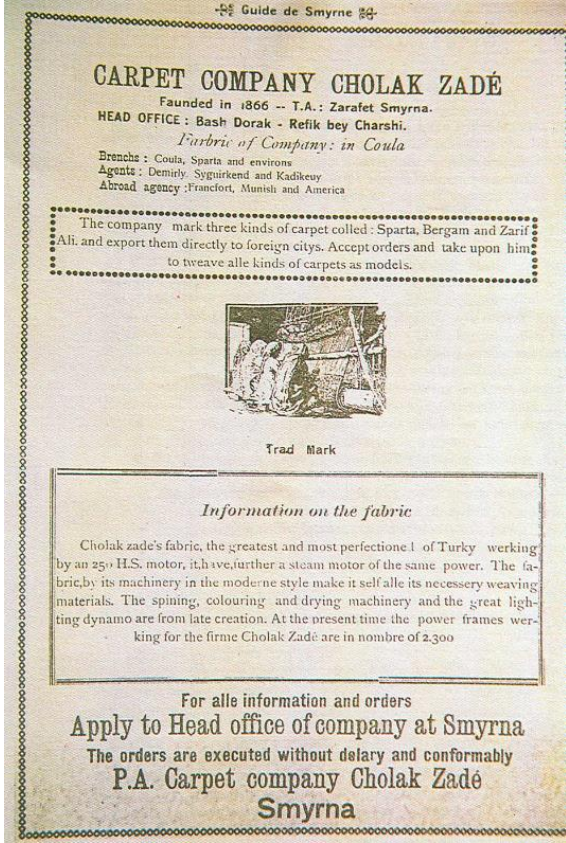 Guide de Smyrne
CARPET COMPANY CHOLAK ZADÉ
Faunded in 1866 -- T.A.: Zarafet Smyrna.
HEAD OFFICE : Bash Dorak - Refik bey Charshi.
Farbric of Company: in Coula
Brenchs : Coula, Sparta and environs
Agents : Demirly. Syguirkend and Kadikeuy
Abroad agency :Francfort, Munish and America
The company mark three kinds of carpet colled : Sparta, Bergam and Zarif
Ali. and export them directly to foreign citys. Accept orders and take upon him
to tweave alle kinds of carpets as models.
Trad Mark
Information on the fabric
Cholak zade's fabric, the greatest and most perfectione l of Turky werking
by an 250 H.S. motor, it,have,further a steam motor of the same power. The fa-
bric,by its machinery in the moderne style make it self alle its necessery weaving
materials. The spining, colouring and drying machinery and the great ligh-
ting dynamo are from late creation. At the present time the power frames wer-
king for the firme Cholak Zadé are in nombre of 2.300
For alle information and orders
Apply to Head office of company at Smyrna
The orders are executed without delary and conformably
P.A. Carpet company Cholak Zadé
Smyrna